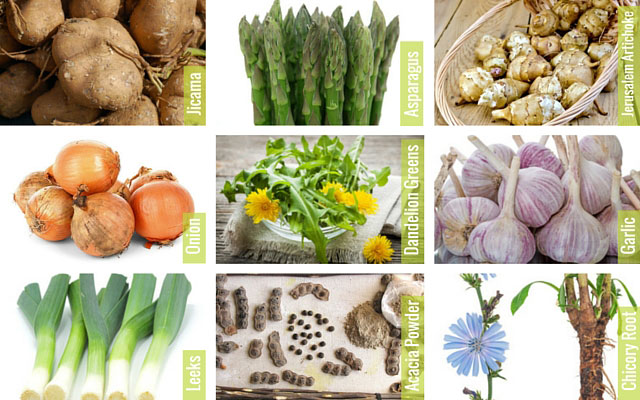 Jicama
Asparagus
Jerusalem Artichoke
Onion
Dandelion Greens
Garlic
Leeks
Acacia Powder
Chicory Root